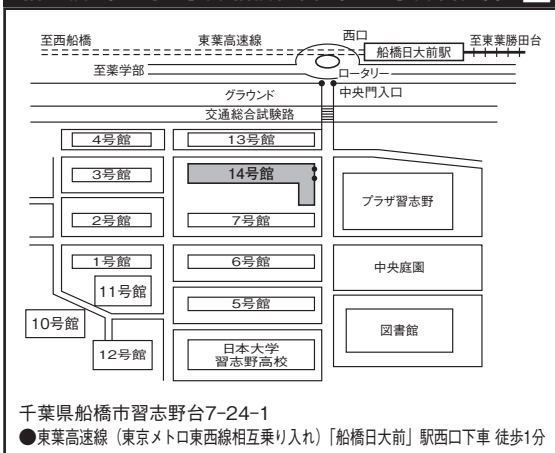 西口
至西船橋
東葉高速線
船橋日大前駅
至東葉勝田台
至薬学部
ロータリー
グラウンド
中央門入口
交通総合試験路
4号館
13号館
3号館
14号館
プラザ習志野
2号館
7号館
1号館
6号館
中央庭園
11号館
5号館
10号館
図書館
12号館
日本大学
習志野高校
千葉県船橋市習志野台7-24-1
●東葉高速線（東京メトロ東西線相互乗り入れ）「船橋日大前」駅西口下車 徒歩1分